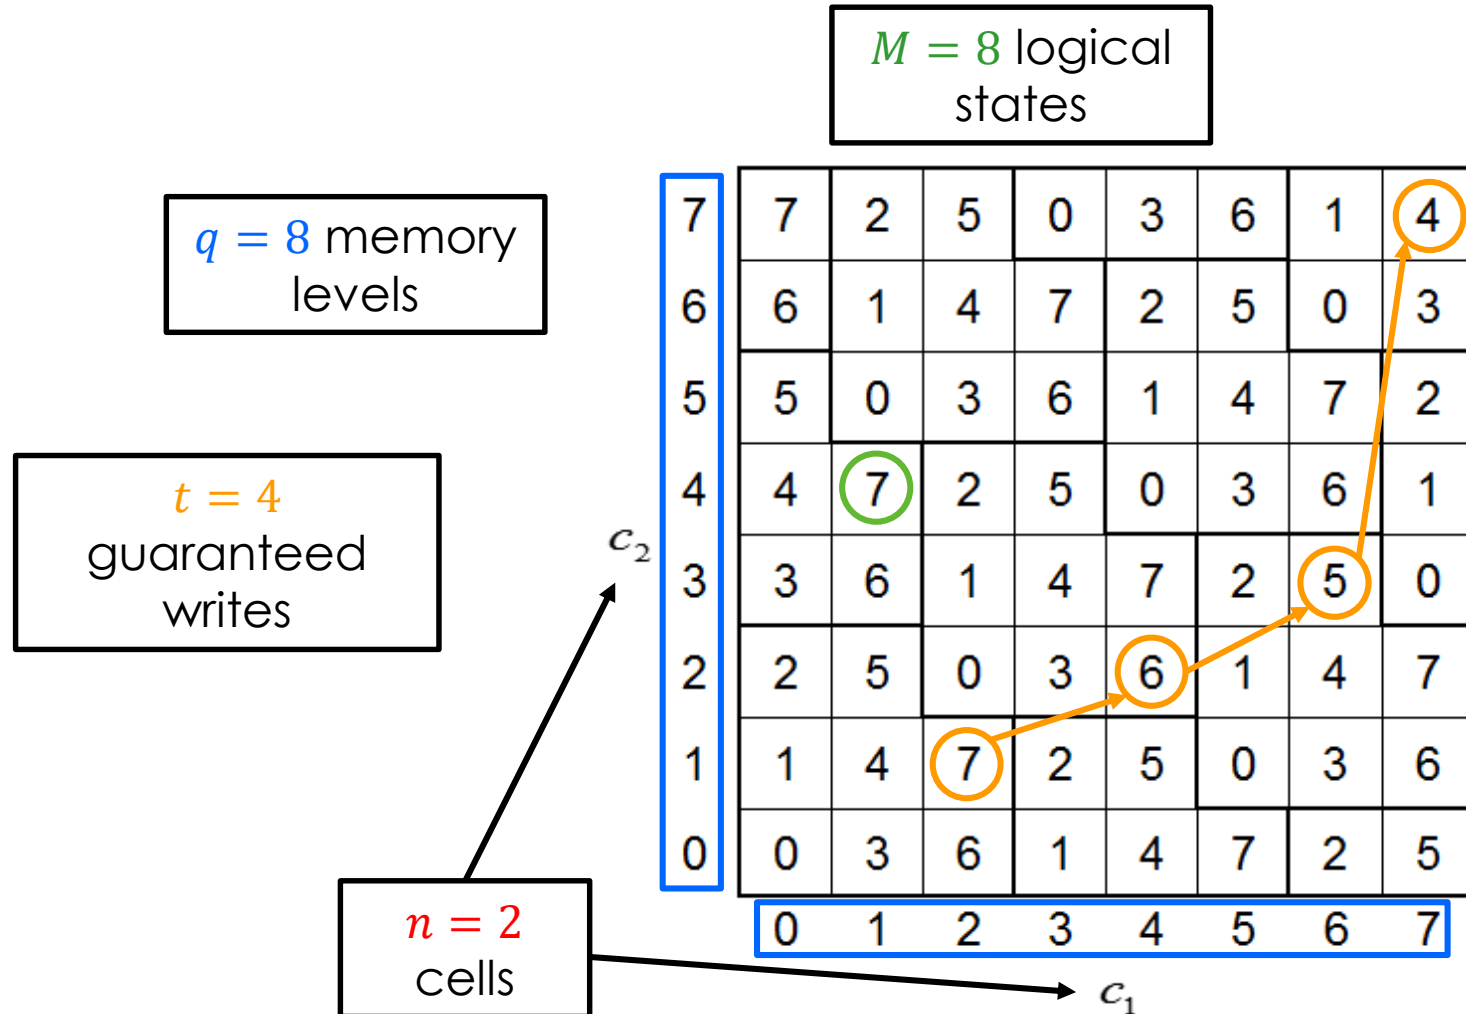 M = 8 logical
states
q = 8 memory
levels
t = 4
guaranteed
writes
n = 2
cells
c₂
7 7 2 5 0 3 6 1 4
6 6 1 4 7 2 5 0 3
5 5 0 3 6 1 4 7 2
4 4 7 2 5 0 3 6 1
3 3 6 1 4 7 2 5 0
2 2 5 0 3 6 1 4 7
1 1 4 7 2 5 0 3 6
0 0 3 6 1 4 7 2 5
0 1 2 3 4 5 6 7
c₁